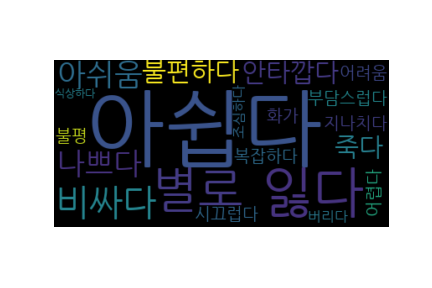 아쉬움 불편하다 안타깝다 어려움
식상하다 아쉽다 조심하다 화가 부담스럽다
불평 지나치다
나쁘다 복잡하다 죽다
비싸다 별로 잃다 어렵다
시끄럽다 버리다